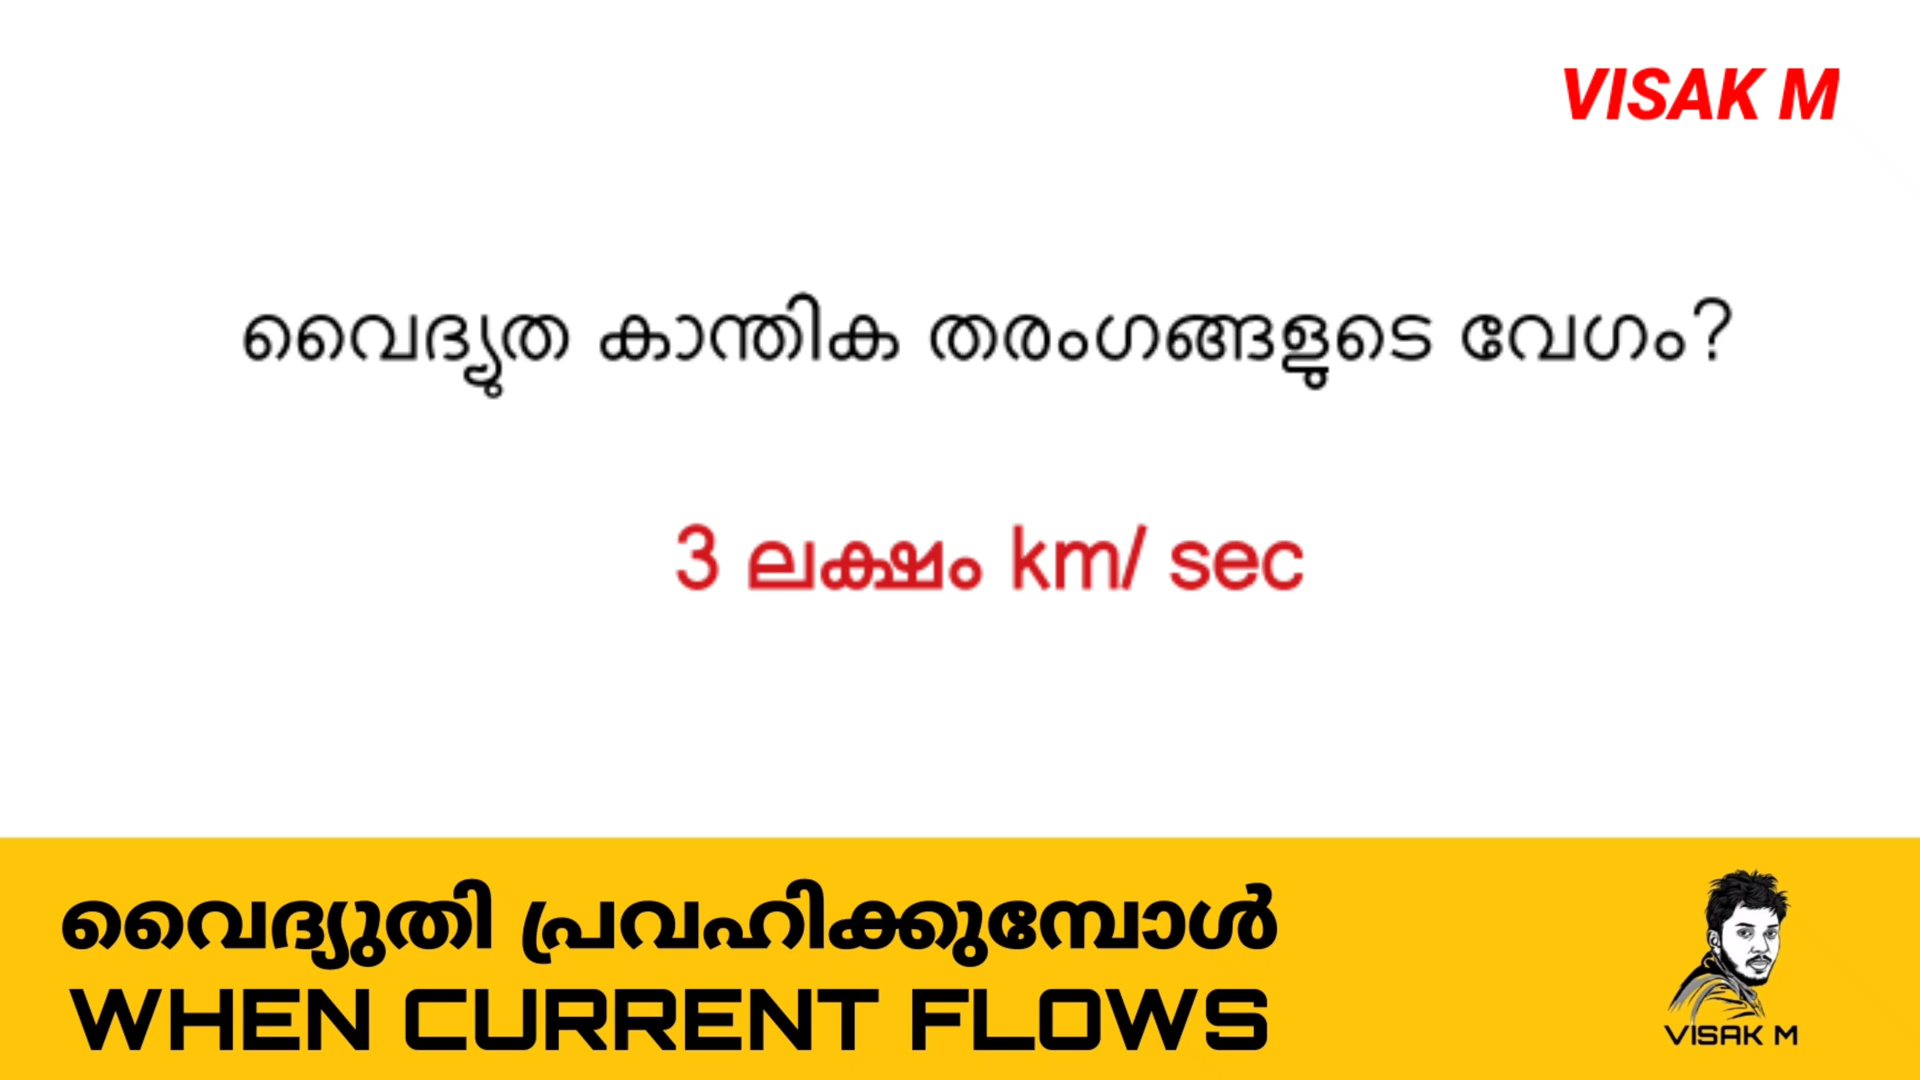 VISAK M
വൈദ്യുത കാന്തിക തരംഗങ്ങളുടെ വേഗം?
3 ലക്ഷം km/ sec
വൈദ്യുതി പ്രവഹിക്കുമ്പോൾ
WHEN CURRENT FLOWS
VISAK M